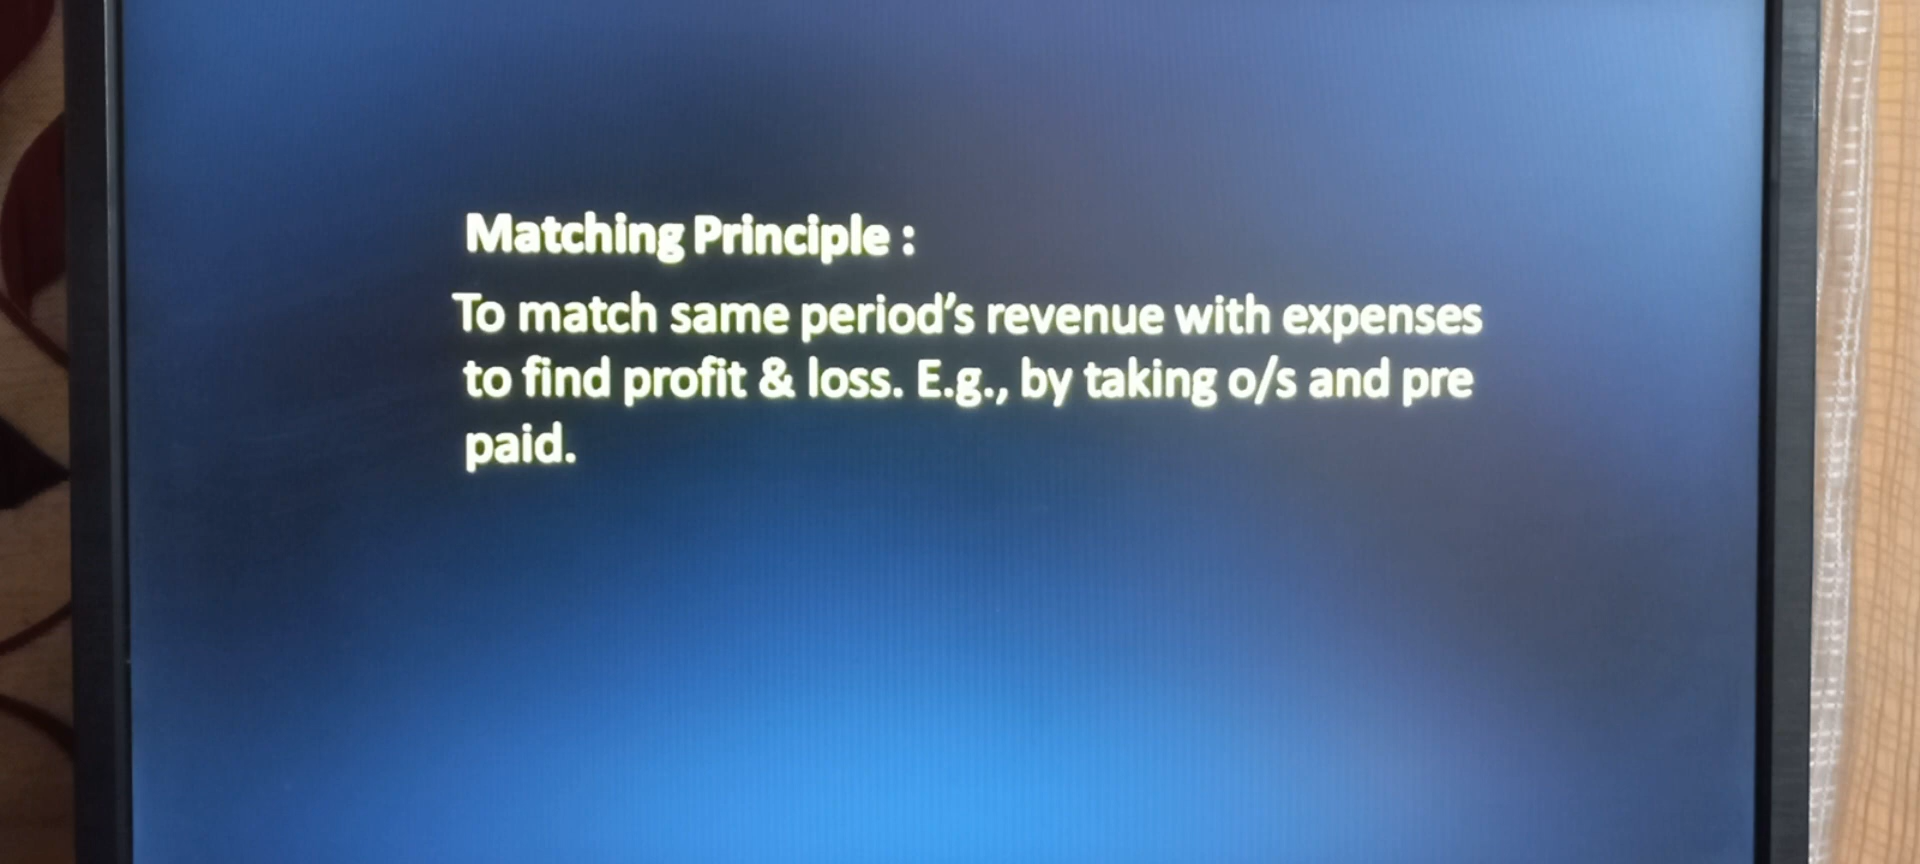 Matching Principle :
To match same period's revenue with expenses
to find profit & loss. E.g., by taking o/s and pre
paid.